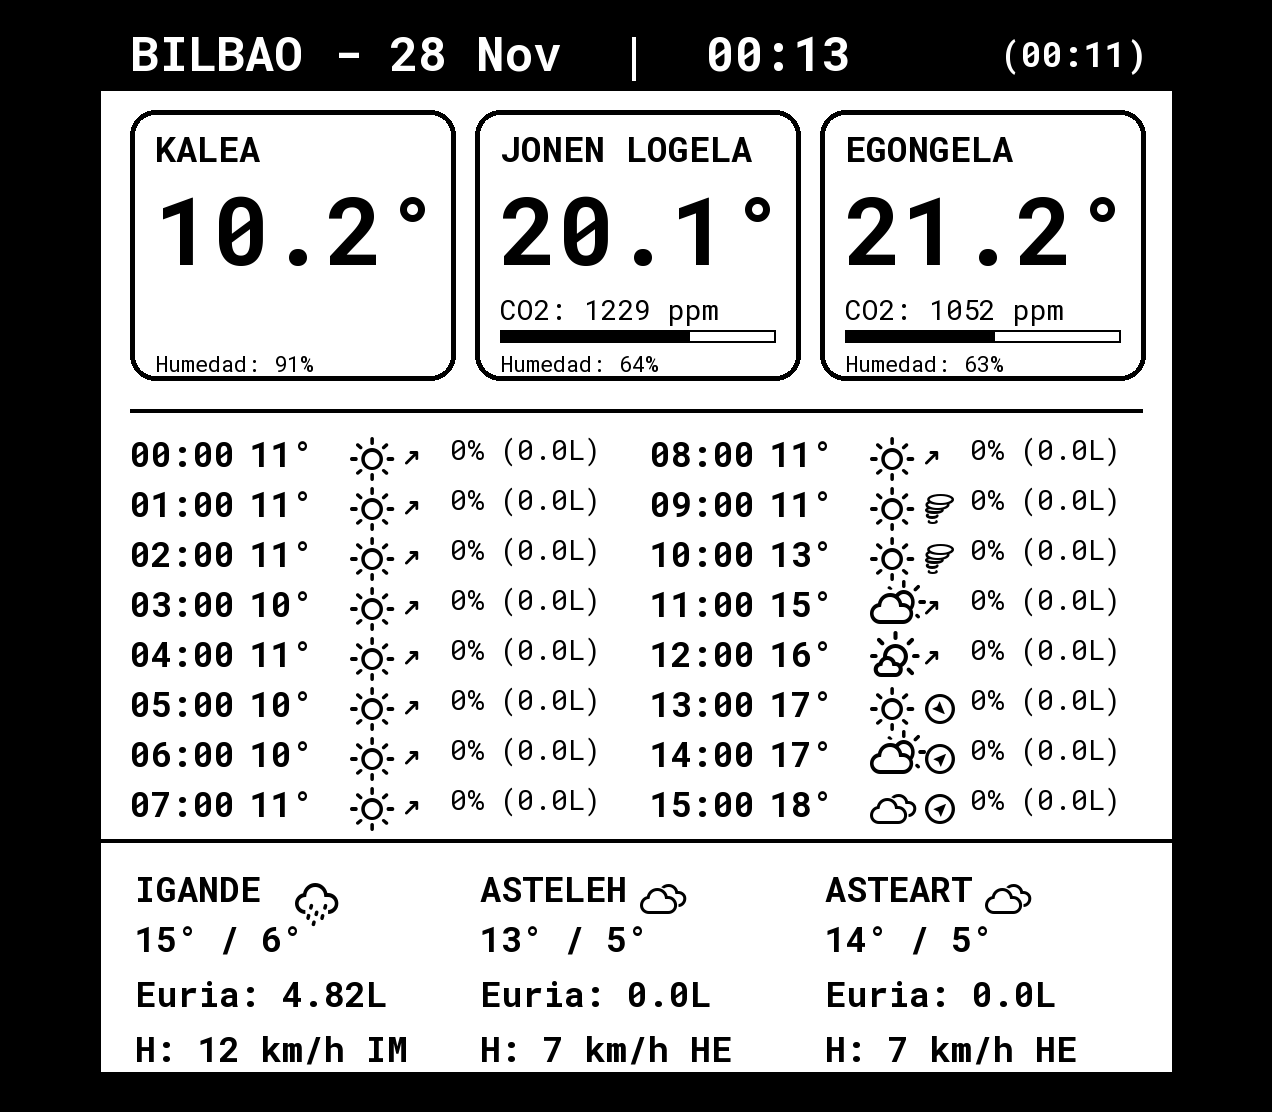 BILBAO - 28 Nov | 00:13 (00:11)
KALEA
10.2°
Humedad: 91%
JONEN LOGELA
20.1°
CO2: 1229 ppm
Humedad: 64%
EGONGELA
21.2°
CO2: 1052 ppm
Humedad: 63%
00:00 11° 0% (0.0L)
01:00 11° 0% (0.0L)
02:00 11° 0% (0.0L)
03:00 10° 0% (0.0L)
04:00 11° 0% (0.0L)
05:00 10° 0% (0.0L)
06:00 10° 0% (0.0L)
07:00 11° 0% (0.0L)
08:00 11° 0% (0.0L)
09:00 11° 0% (0.0L)
10:00 13° 0% (0.0L)
11:00 15° 0% (0.0L)
12:00 16° 0% (0.0L)
13:00 17° 0% (0.0L)
14:00 17° 0% (0.0L)
15:00 18° 0% (0.0L)
IGANDE
15° / 6°
Euria: 4.82L
H: 12 km/h IM
ASTELEH
13° / 5°
Euria: 0.0L
H: 7 km/h HE
ASTEART
14° / 5°
Euria: 0.0L
H: 7 km/h HE